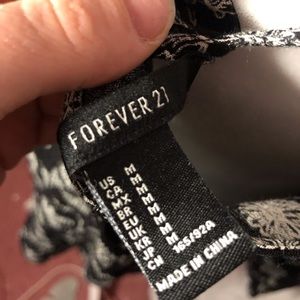 FOREVER 21
US M
CA M
MX M
BR M
EU M
UK M
KR M
JP M
CN 165/92A
MADE IN CHINA